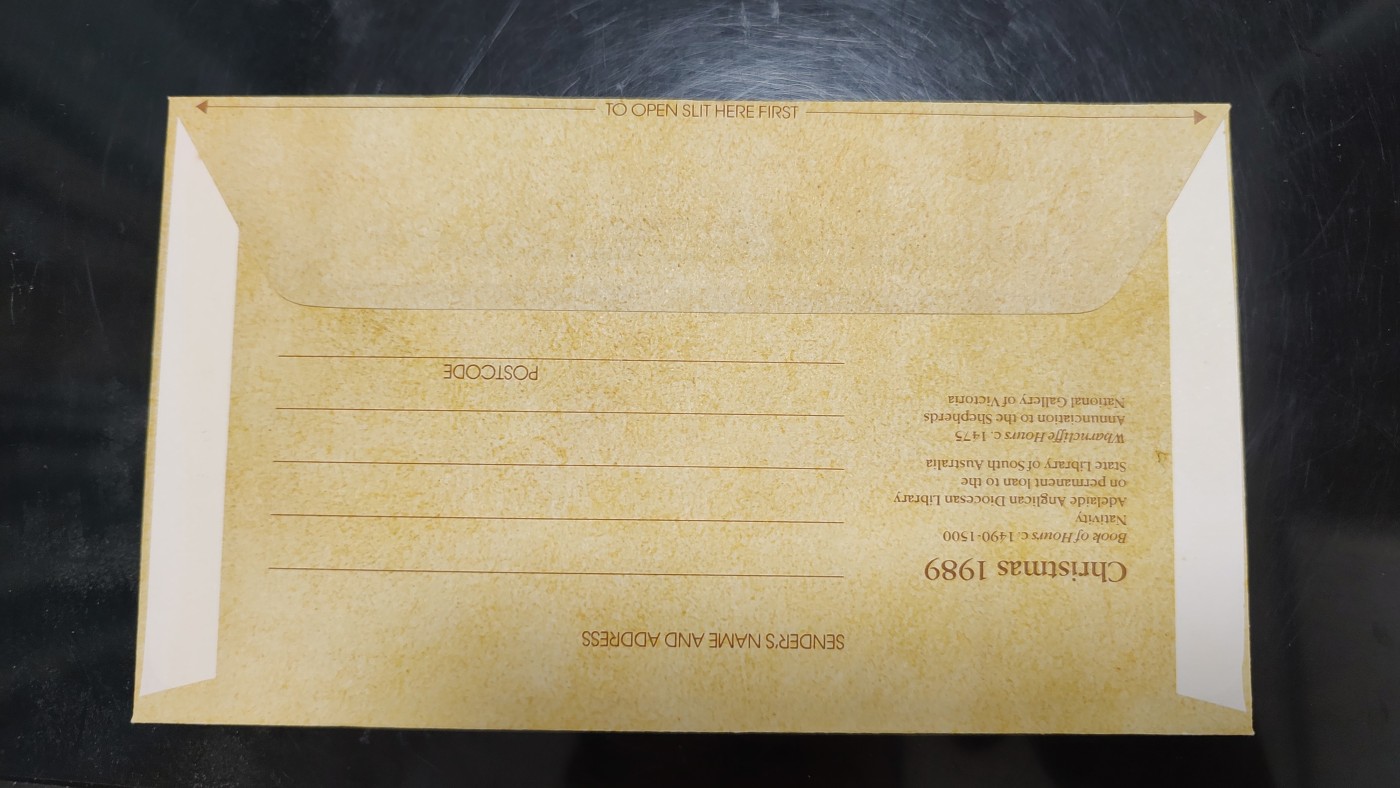 TO OPEN SLIT HERE FIRST
SENDER'S NAME AND ADDRESS
POSTCODE
Christmas 1989
Book of Hours c.1490-1500
Nativity
Adelaide Anglican Diocesan Library
on permanent loan to the
State Library of South Australia
Wharncliffe Hours c.1475
Annunciation to the Shepherds
National Gallery of Victoria